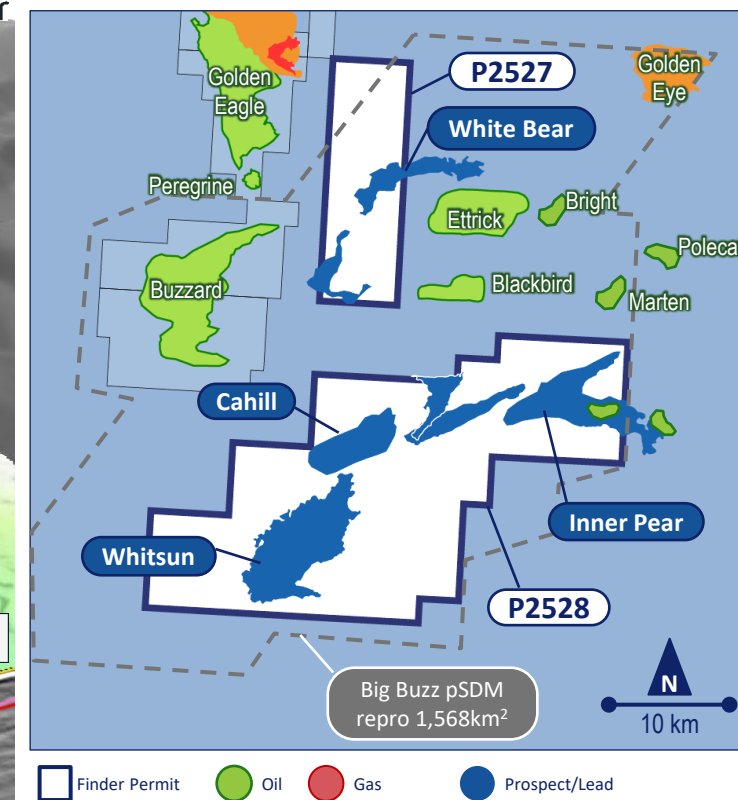 r
P2527
Golden
Eye
Golden
Eagle
White Bear
Peregrine
Ettrick
Bright
Poleca
Buzzard
Blackbird
Marten
Cahill
Inner Pear
Whitsun
P2528
N
Big Buzz pSDM
repro 1,568km²
10 km
Finder Permit
Oil
Gas
Prospect/Lead